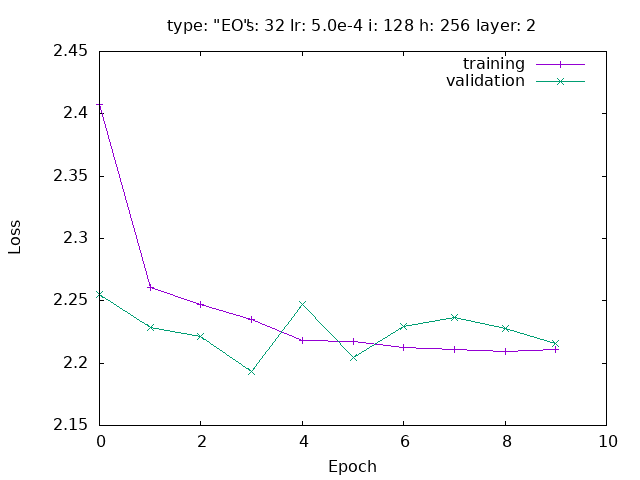 type: "EO's: 32 lr: 5.0e-4 i: 128 h: 256 layer: 2
2.45
training
validation
2.4
2.35
2.3
Loss
2.25
2.2
2.15
0 2 4 6 8 10
Epoch